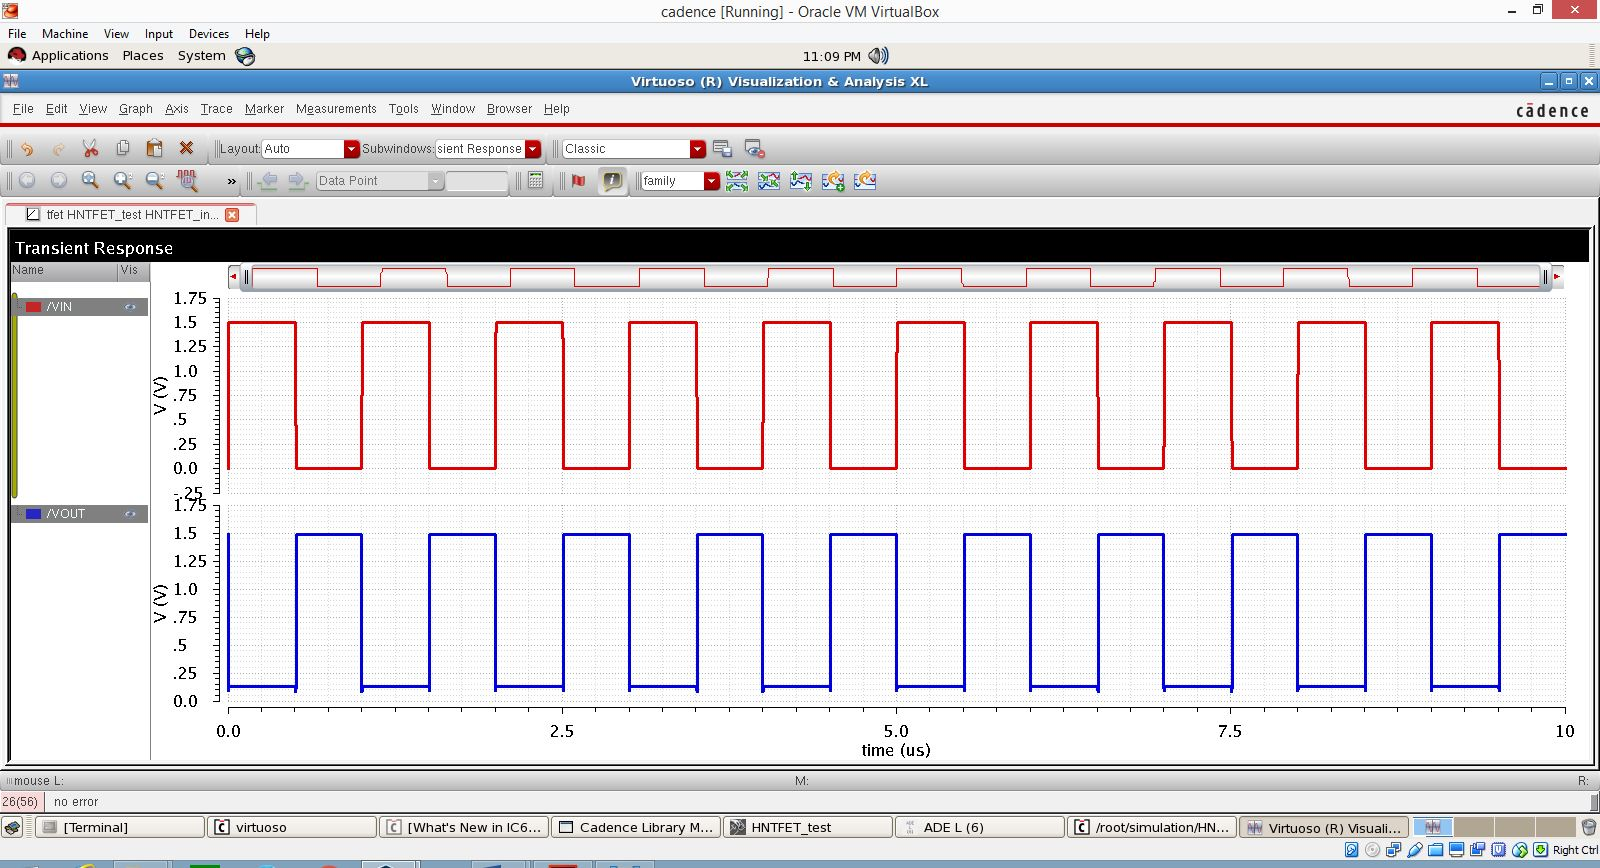 cadence [Running] - Oracle VM VirtualBox
File Machine View Input Devices Help
Applications Places System 11:09 PM
Virtuoso (R) Visualization & Analysis XL
File Edit View Graph Axis Trace Marker Measurements Tools Window Browser Help
cādence
Layout: Auto Subwindows: sient Response Classic
» Data Point family
tfet HNTFET_test HNTFET_in...
Transient Response
Name Vis
/VIN
1.75
1.5
1.25
1.0
.75
.5
.25
0.0
-.25
V (V)
/VOUT
1.75
1.5
1.25
1.0
.75
.5
.25
0.0
V (V)
0.0 2.5 5.0 7.5 10
time (us)
mouse L: M: R:
26(56) no error
[Terminal] virtuoso [What's New in IC6... Cadence Library M... HNTFET_test ADE L (6) /root/simulation/HN... Virtuoso (R) Visuali...
Right Ctrl